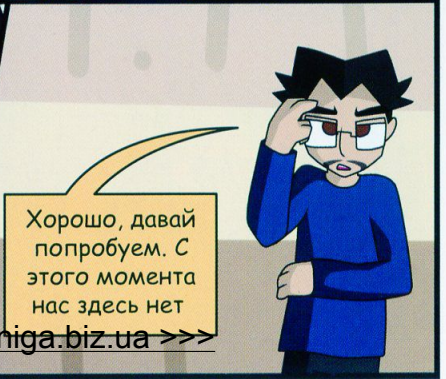 Хорошо, давай
попробуем. С
этого момента
нас здесь нет
niga.biz.ua >>>